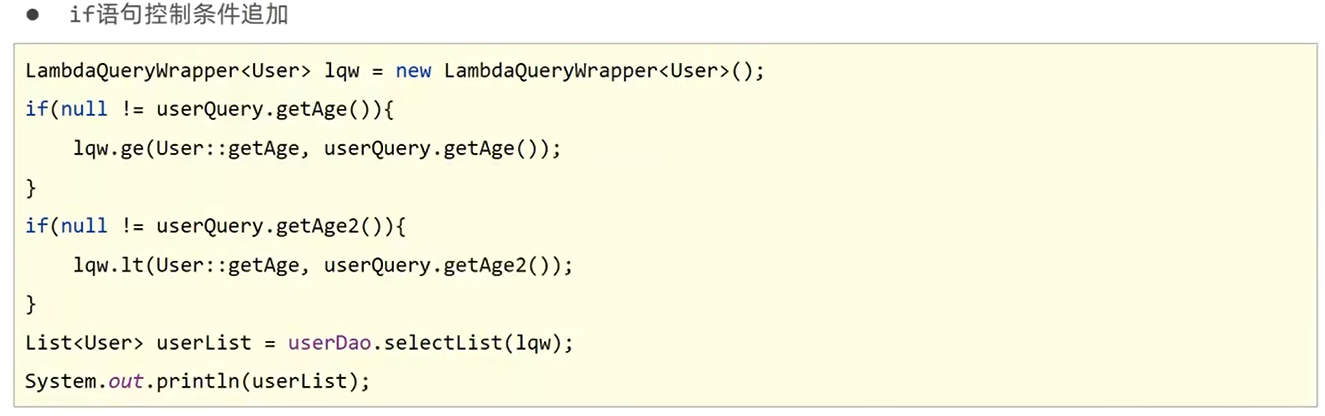 ● if语句控制条件追加
LambdaQueryWrapper<User> lqw = new LambdaQueryWrapper<User>();
if(null != userQuery.getAge()){
    lqw.ge(User::getAge, userQuery.getAge());
}
if(null != userQuery.getAge2()){
    lqw.lt(User::getAge, userQuery.getAge2());
}
List<User> userList = userDao.selectList(lqw);
System.out.println(userList);